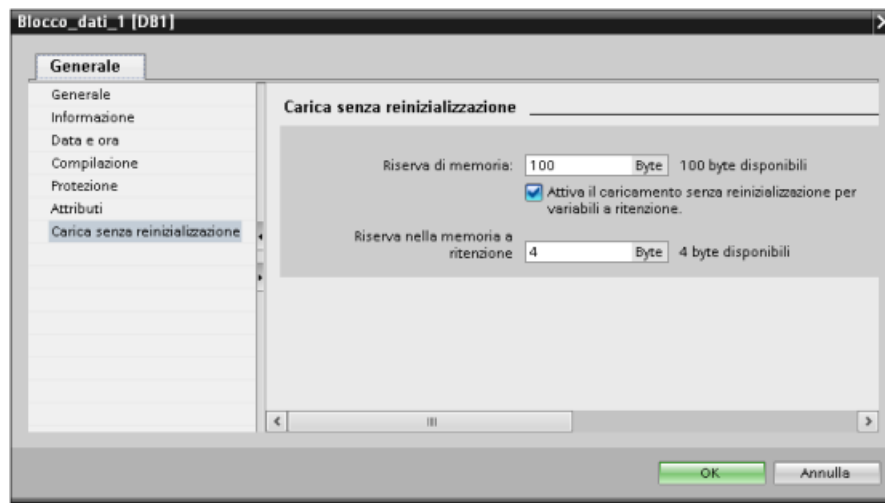 Blocco_dati_1 [DB1]
Generale
Generale
Informazione
Data e ora
Compilazione
Protezione
Attributi
Carica senza reinizializzazione
Carica senza reinizializzazione
Riserva di memoria: 100 Byte 100 byte disponibili
Attiva il caricamento senza reinizializzazione per
variabili a ritenzione.
Riserva nella memoria a
ritenzione 4 Byte 4 byte disponibili
OK Annulla